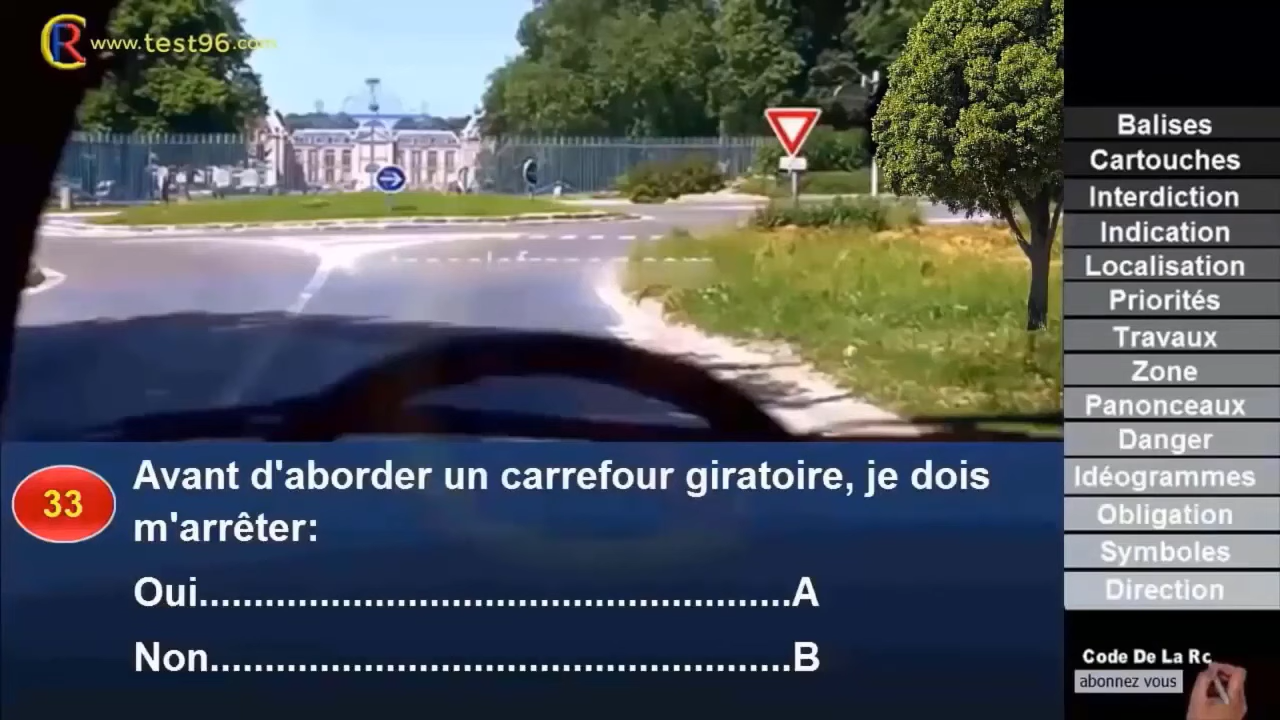 CR www.test96.com
Balises
Cartouches
Interdiction
Indication
Localisation
Priorités
Travaux
Zone
Panonceaux
Danger
Idéogrammes
Obligation
Symboles
Direction
33
Avant d'aborder un carrefour giratoire, je dois
m'arrêter:
Oui......................................................A
Non.....................................................B
Code De La Rc
abonnez vous